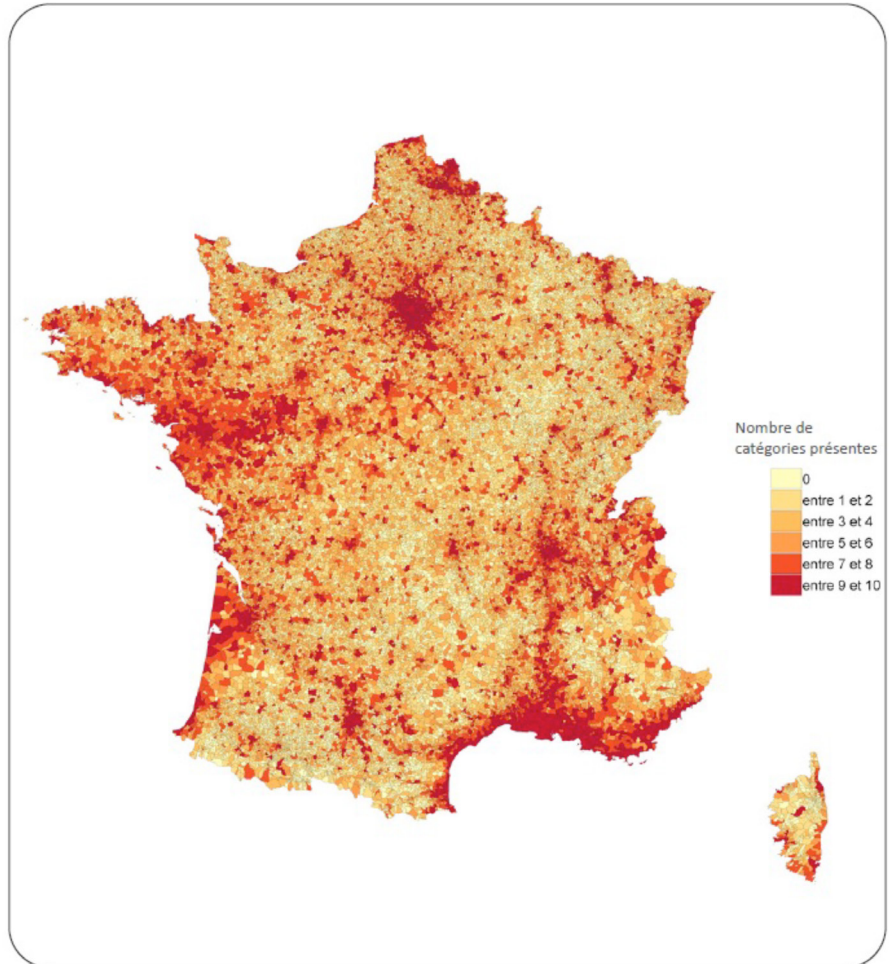 Nombre de
catégories présentes
0
entre 1 et 2
entre 3 et 4
entre 5 et 6
entre 7 et 8
entre 9 et 10